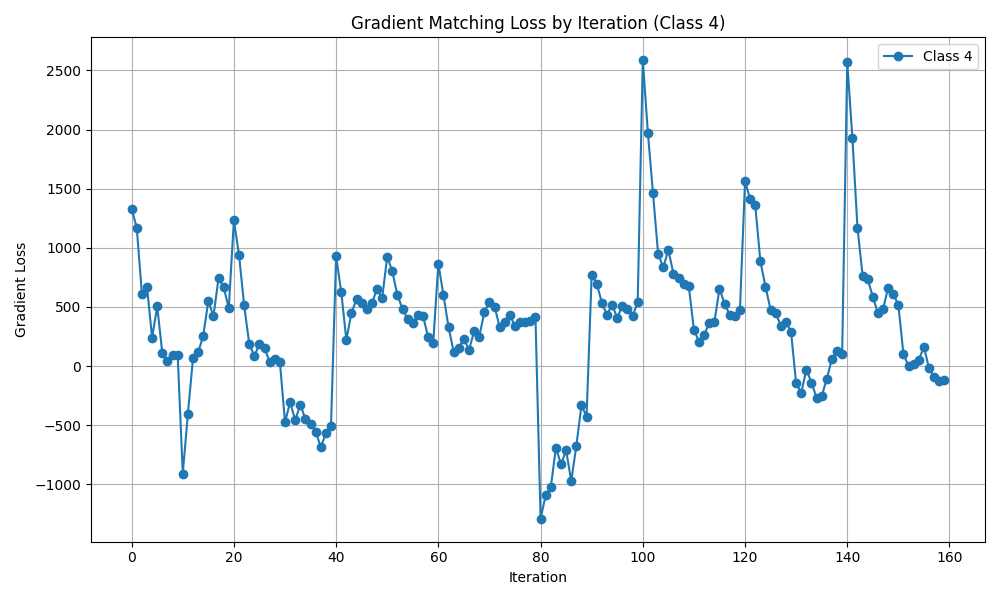 Gradient Matching Loss by Iteration (Class 4)
Class 4
Gradient Loss
2500
2000
1500
1000
500
0
−500
−1000
0 20 40 60 80 100 120 140 160
Iteration